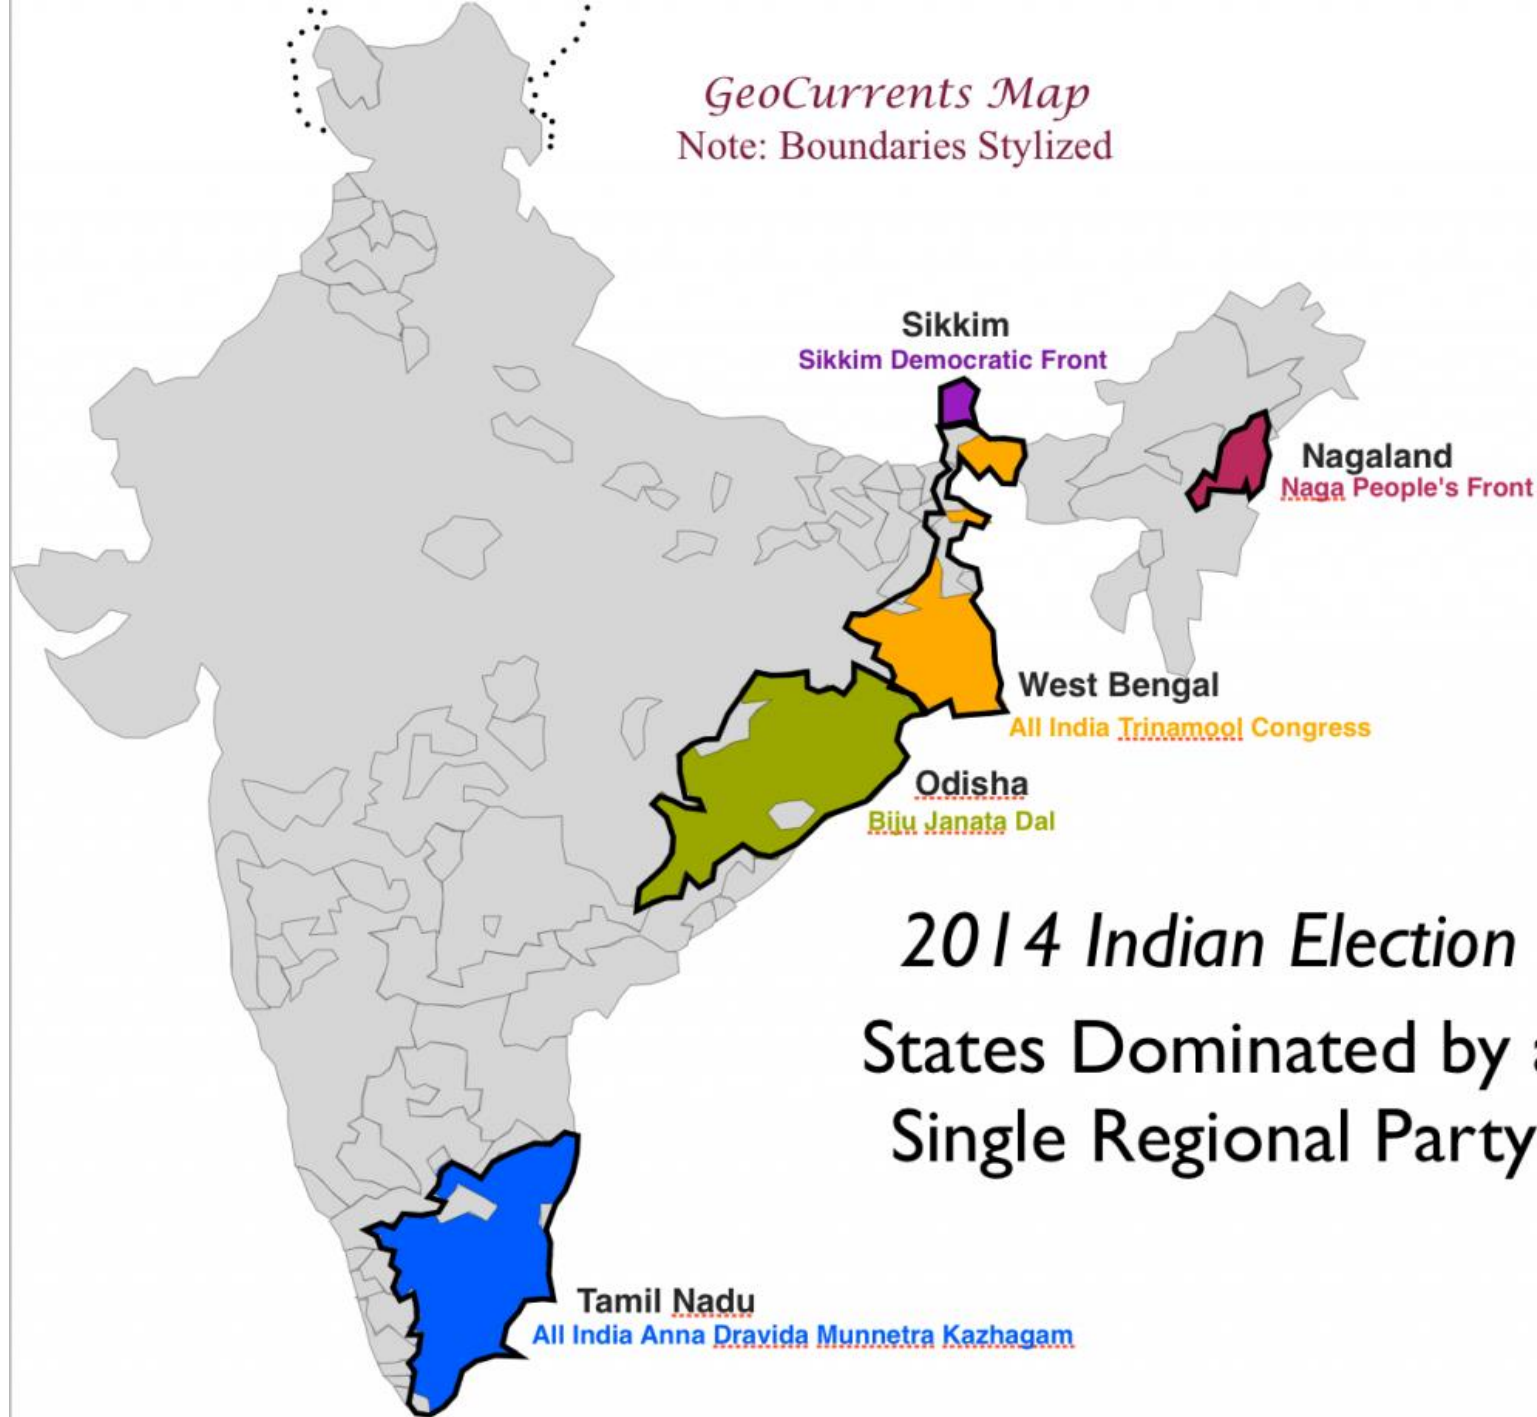 GeoCurrents Map
Note: Boundaries Stylized
Sikkim
Sikkim Democratic Front
Nagaland
Naga People's Front
West Bengal
All India Trinamool Congress
Odisha
Biju Janata Dal
2014 Indian Election
States Dominated by a
Single Regional Party
Tamil Nadu
All India Anna Dravida Munnetra Kazhagam